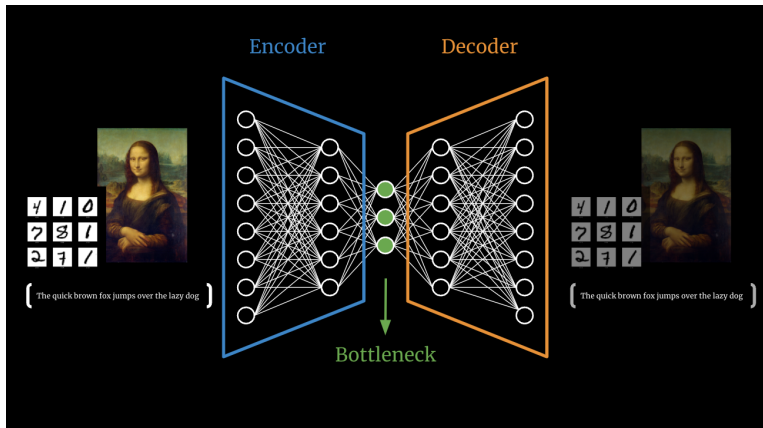 Encoder
Decoder
4 1 0
7 8 1
2 7 1
The quick brown fox jumps over the lazy dog
Bottleneck
4 1 0
7 8 1
2 7 1
The quick brown fox jumps over the lazy dog